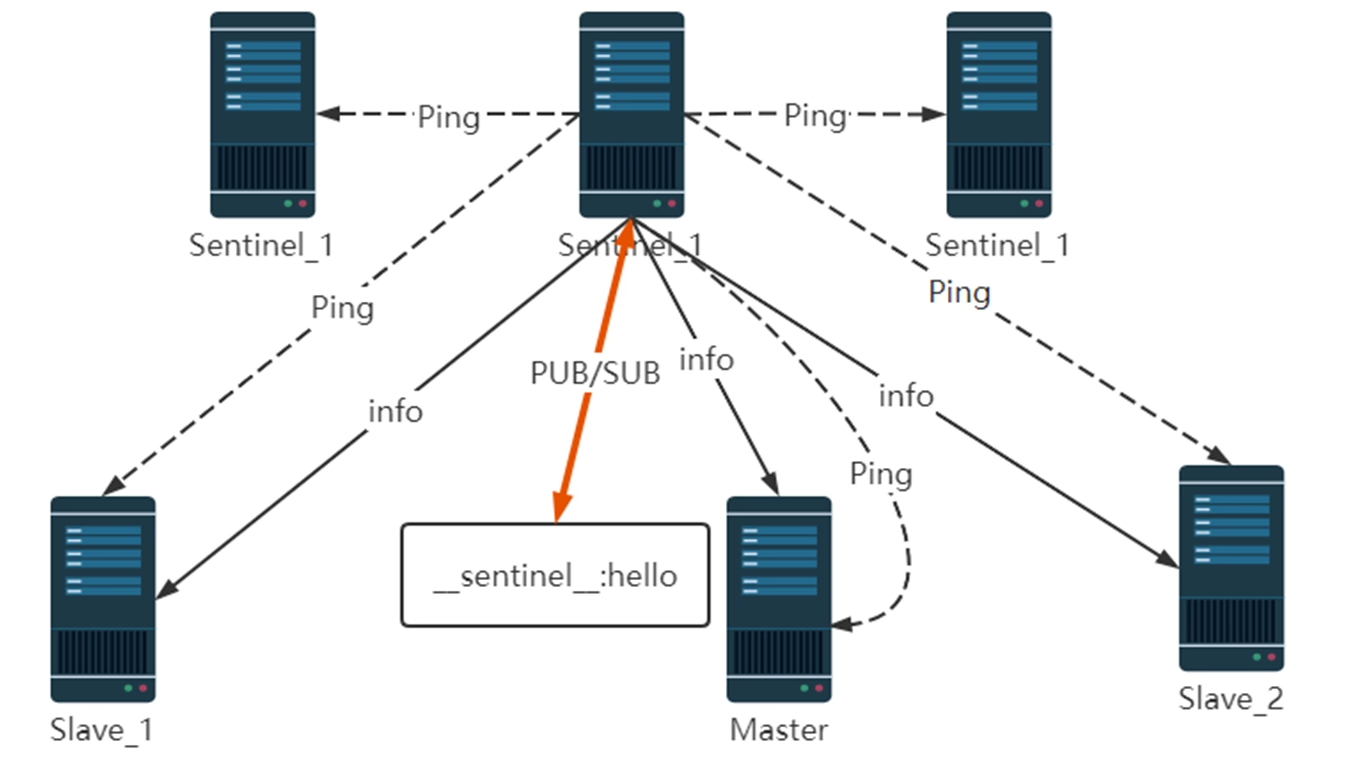 Ping
Ping
Sentinel_1
Sentinel_1
Sentinel_1
Ping
Ping
PUB/SUB
info
info
info
Ping
__sentinel__:hello
Slave_1
Master
Slave_2